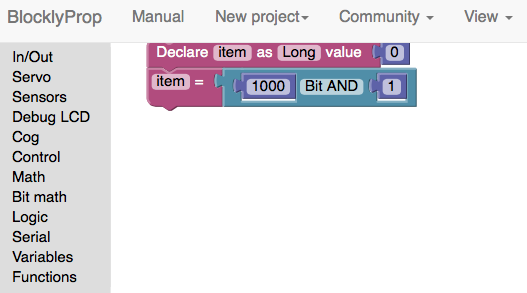 BlocklyProp Manual New project Community View
In/Out
Servo
Sensors
Debug LCD
Cog
Control
Math
Bit math
Logic
Serial
Variables
Functions
Declare item as Long value 0
item = 1000 Bit AND 1